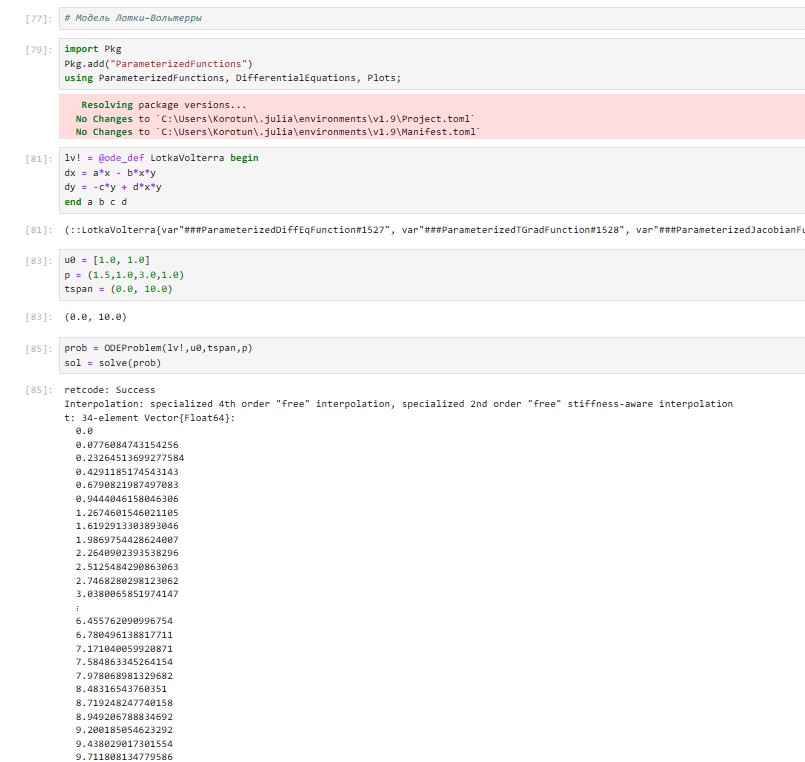 [77]: # Модель Лотки–Вольтерры
[79]: import Pkg
Pkg.add("ParameterizedFunctions")
using ParameterizedFunctions, DifferentialEquations, Plots;
Resolving package versions...
No Changes to `C:\Users\Korotun\.julia\environments\v1.9\Project.toml`
No Changes to `C:\Users\Korotun\.julia\environments\v1.9\Manifest.toml`
[81]: lv! = @ode_def LotkaVolterra begin
dx = a*x - b*x*y
dy = -c*y + d*x*y
end a b c d
[81]: (::LotkaVolterra{var"###ParameterizedDiffEqFunction#1527", var"###ParameterizedTGradFunction#1528", var"###ParameterizedJacobianFu
[83]: u0 = [1.0, 1.0]
p = (1.5,1.0,3.0,1.0)
tspan = (0.0, 10.0)
[83]: (0.0, 10.0)
[85]: prob = ODEProblem(lv!,u0,tspan,p)
sol = solve(prob)
[85]: retcode: Success
Interpolation: specialized 4th order "free" interpolation, specialized 2nd order "free" stiffness-aware interpolation
t: 34-element Vector{Float64}:
0.0
0.0776084743154256
0.23264513699277584
0.4291185174543143
0.6790821987497083
0.9444046158046306
1.2674601546021105
1.6192913303893046
1.9869754428624007
2.2640902393538296
2.5125484290863063
2.7468280298123062
3.0380065851974147
⋮
6.455762090996754
6.780496138817711
7.171040059920871
7.584863345264154
7.978068981329682
8.48316543760351
8.719248247740158
8.949206788834692
9.200185054623292
9.438029017301554
9.711808134779586